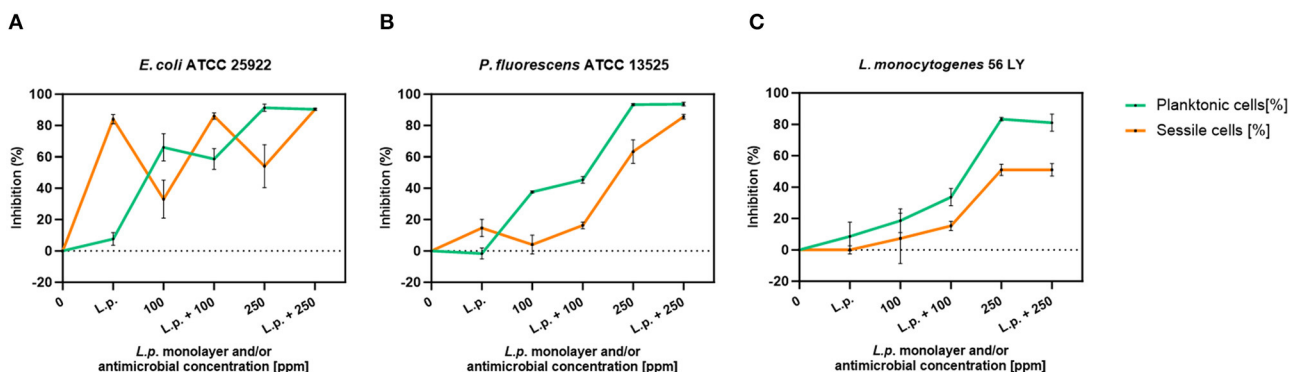 A
E. coli ATCC 25922
Inhibition (%)
100
80
60
40
20
0
-20
0
L.p.
100
L.p. + 100
250
L.p. + 250
L.p. monolayer and/or
antimicrobial concentration [ppm]
B
P. fluorescens ATCC 13525
Inhibition (%)
100
80
60
40
20
0
-20
0
L.p.
100
L.p. + 100
250
L.p. + 250
L.p. monolayer and/or
antimicrobial concentration [ppm]
C
L. monocytogenes 56 LY
Inhibition (%)
100
80
60
40
20
0
-20
0
L.p.
100
L.p. + 100
250
L.p. + 250
L.p. monolayer and/or
antimicrobial concentration [ppm]
Planktonic cells[%]
Sessile cells [%]